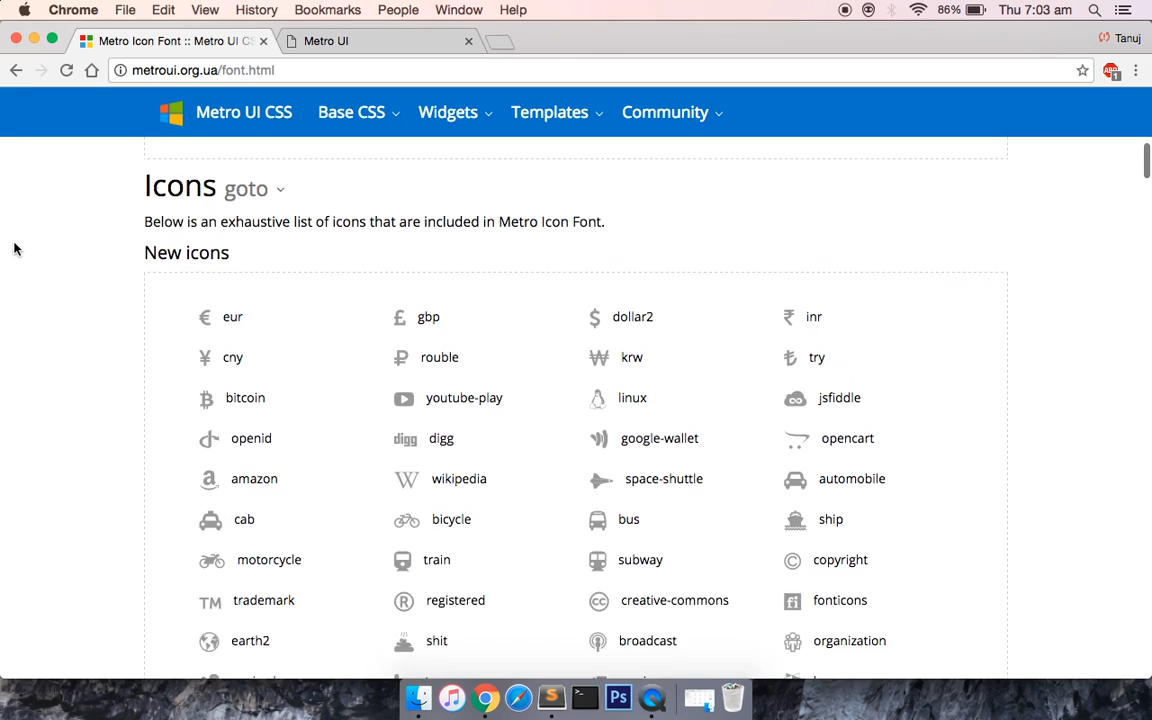 Chrome File Edit View History Bookmarks People Window Help 86% Thu 7:03 am
Metro Icon Font :: Metro UI CS Metro UI Tanuj
metroui.org.ua/font.html
Metro UI CSS Base CSS Widgets Templates Community
Icons goto
Below is an exhaustive list of icons that are included in Metro Icon Font.
New icons
eur gbp dollar2 inr
cny rouble krw try
bitcoin youtube-play linux jsfiddle
openid digg google-wallet opencart
amazon wikipedia space-shuttle automobile
cab bicycle bus ship
motorcycle train subway copyright
trademark registered creative-commons fonticons
earth2 shit broadcast organization